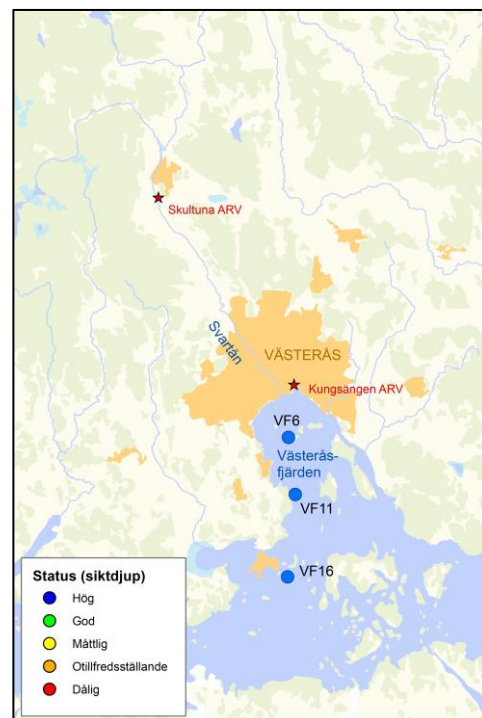 Skultuna ARV
Svartån
VÄSTERÅS
Kungsängen ARV
VF6
Västerås-
fjärden
VF11
VF16
Status (siktdjup)
Hög
God
Måttlig
Otillfredsställande
Dålig